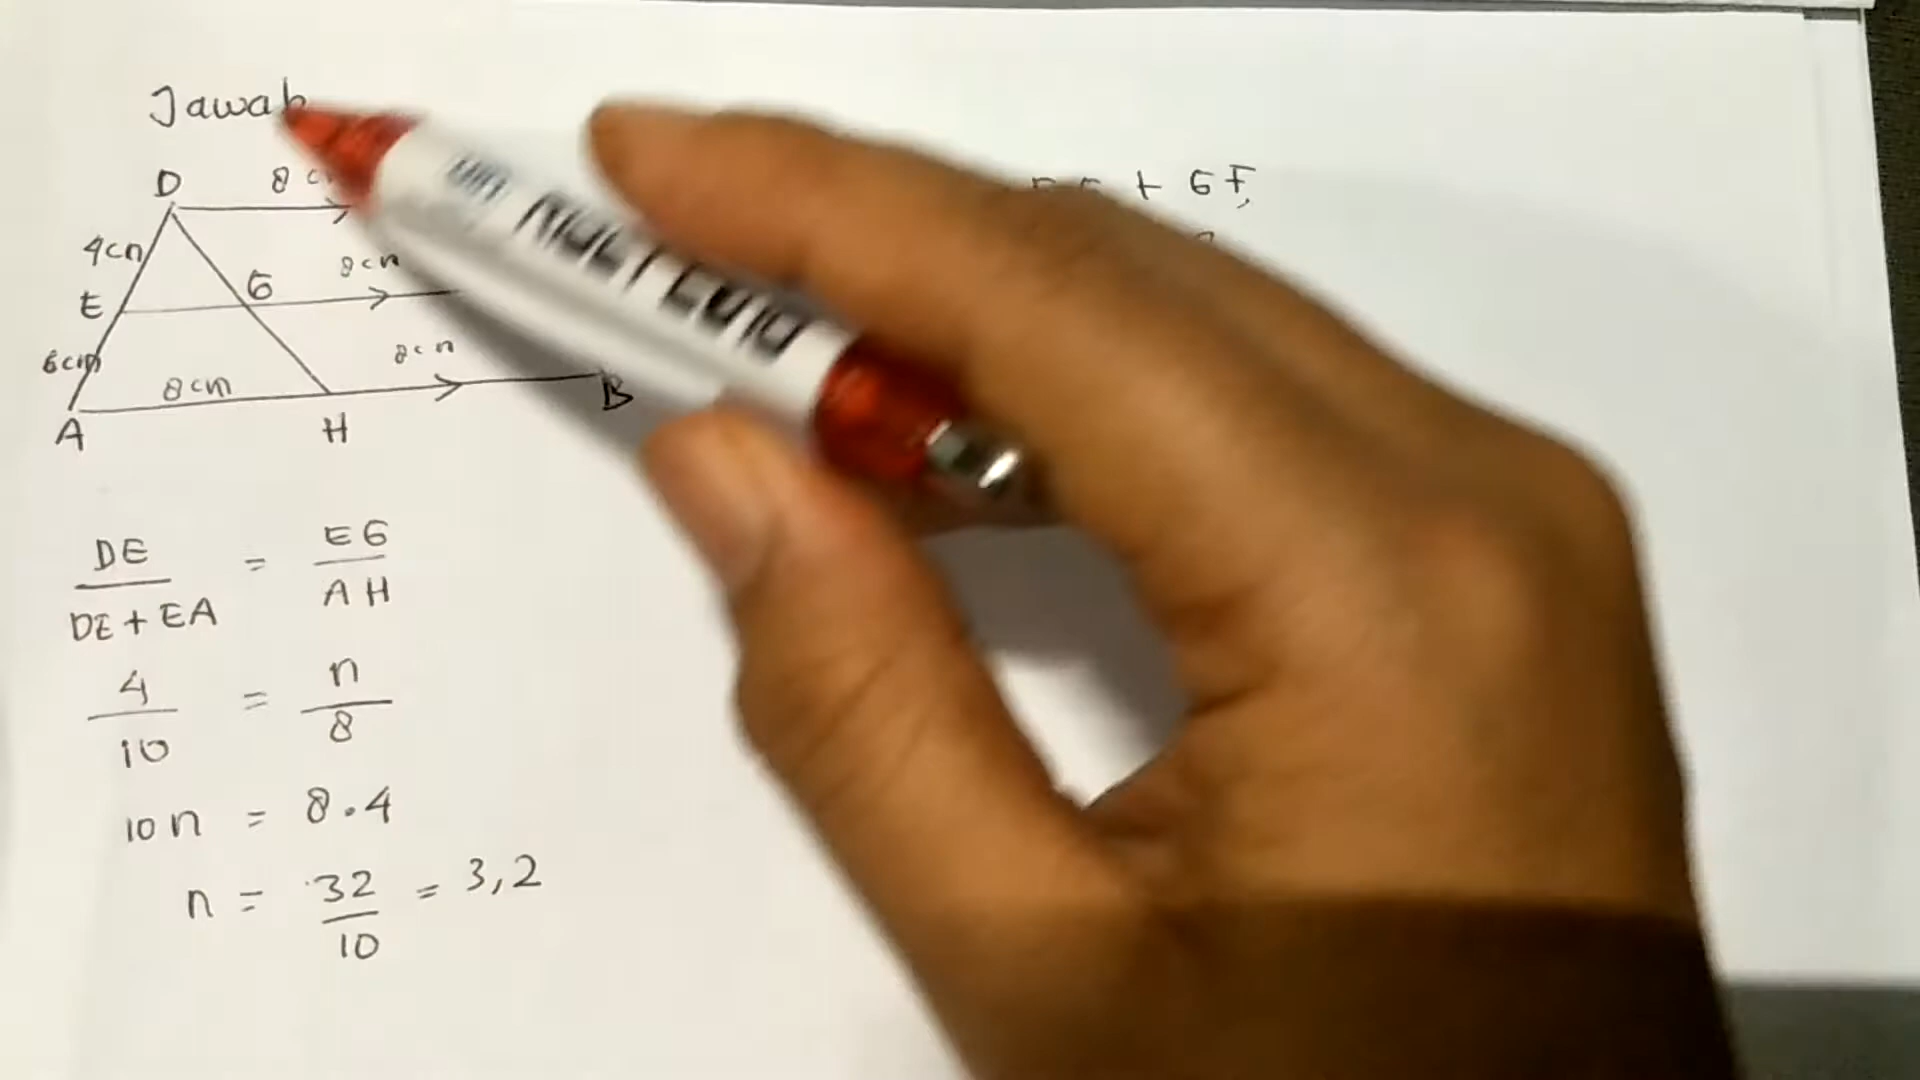 Jawab
D
8 c
4cm
8cm
E
G
6cm
8cm
8cm
A
H
B
+ GF,
DE = EG
DE+EA AH
4 = n
10 8
10n = 8.4
n = 32 = 3,2
10